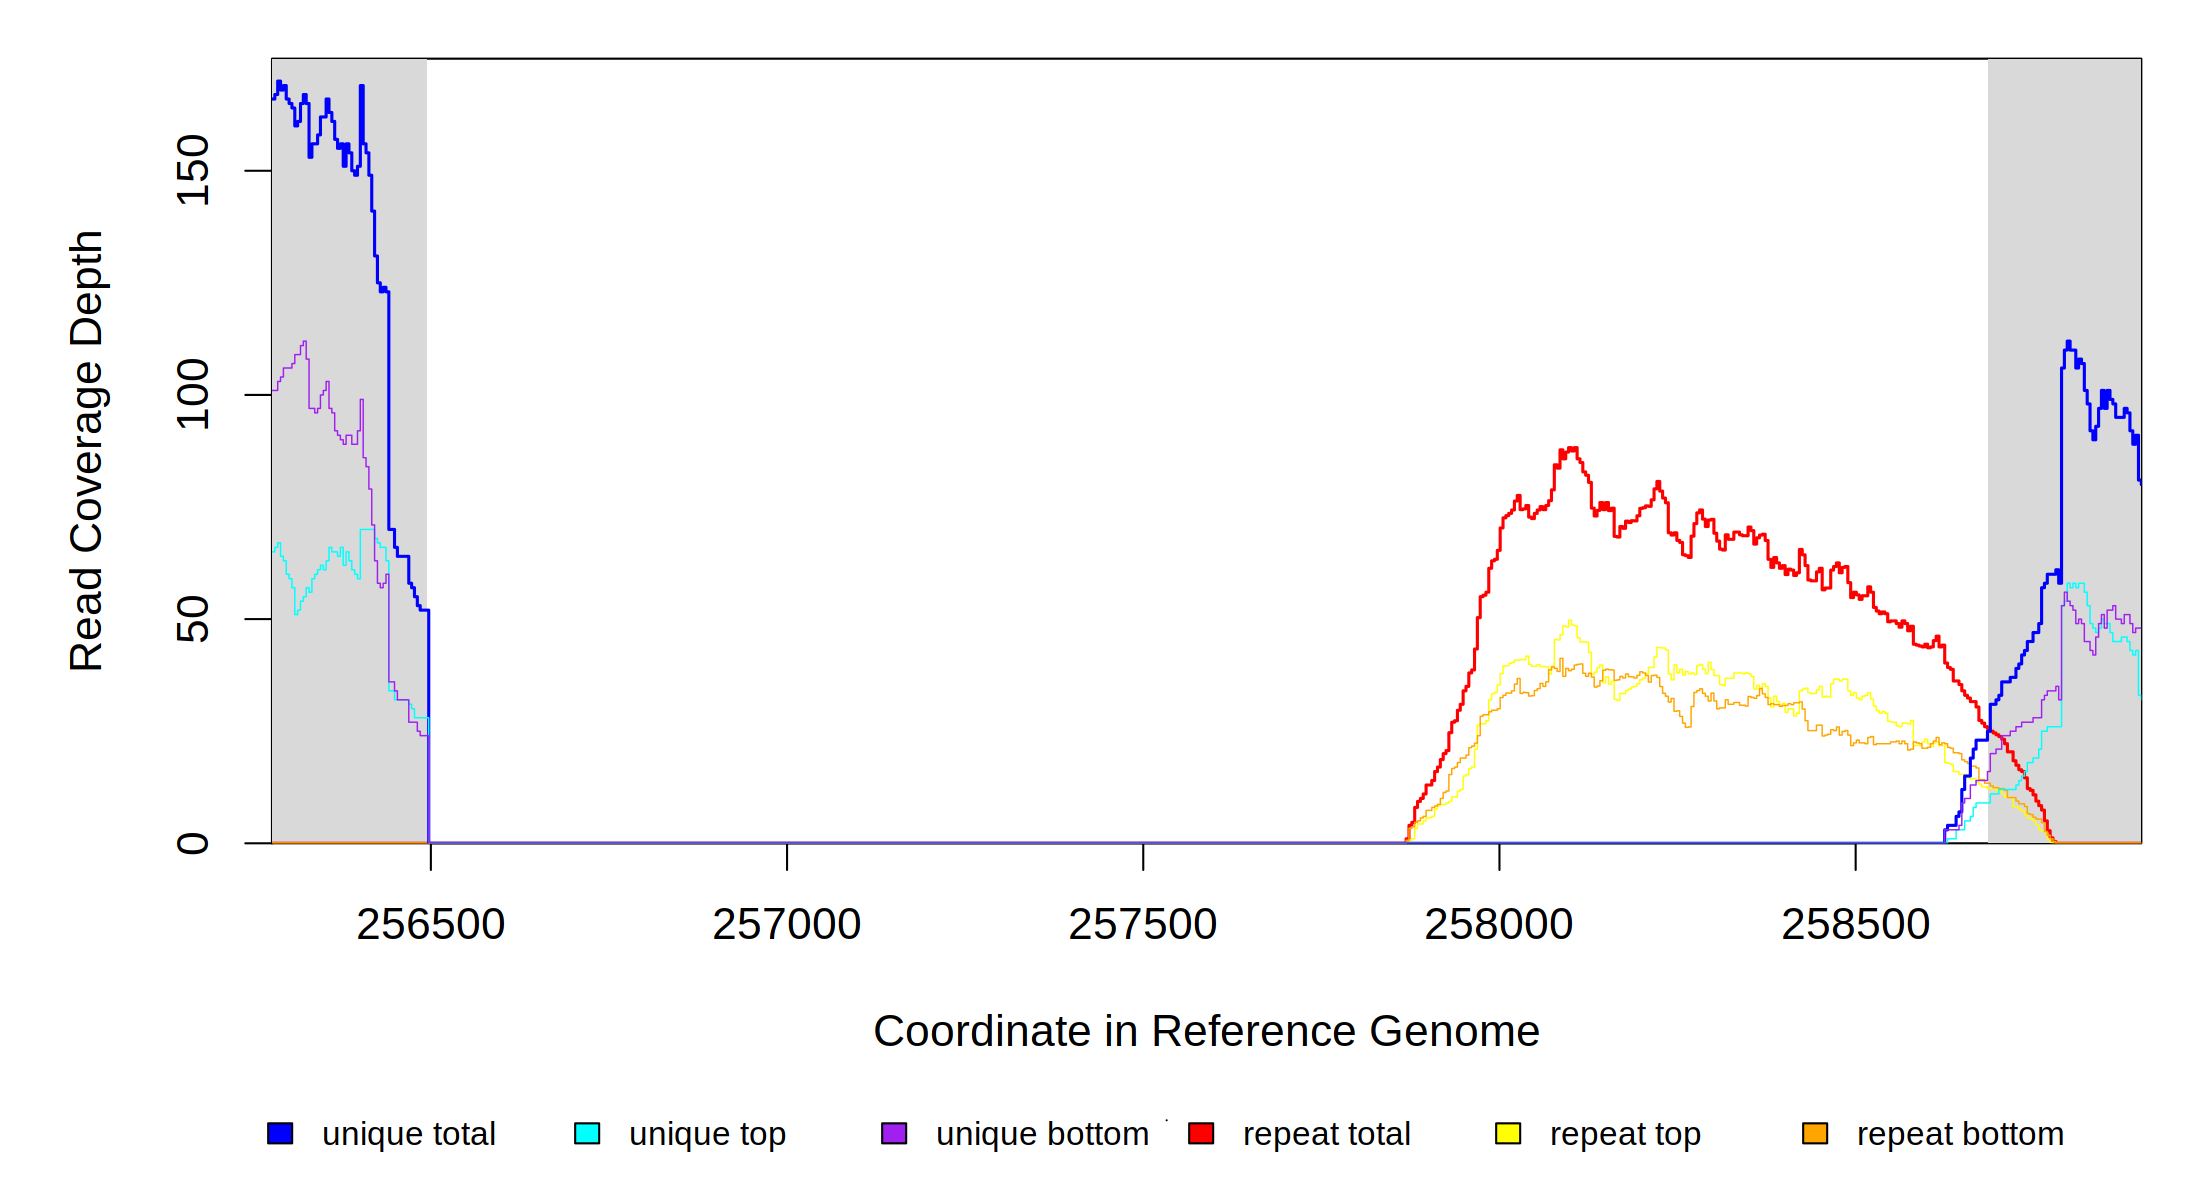 Read Coverage Depth
150
100
50
0
256500 257000 257500 258000 258500
Coordinate in Reference Genome
unique total unique top unique bottom repeat total repeat top repeat bottom